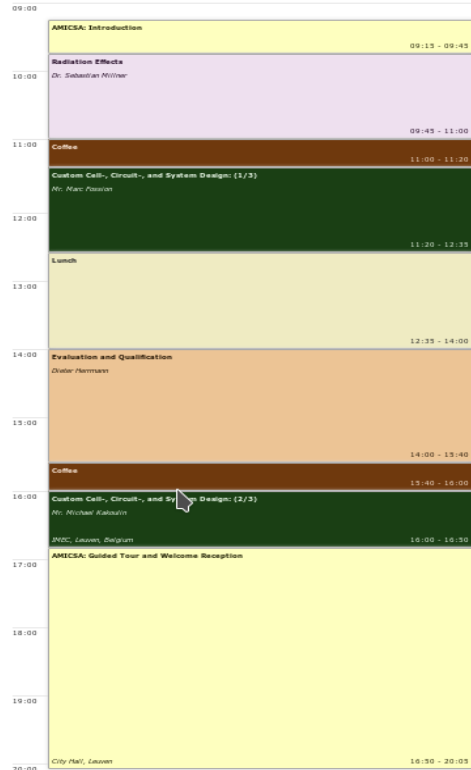 09:00
AMICSA: Introduction
09:15 - 09:45
Radiation Effects
10:00
Dr. Sebastian Millner
09:45 - 11:00
11:00
Coffee
11:00 - 11:20
Custom Cell-, Circuit-, and System Design: (1/3)
Mr. Marc Fossion
12:00
11:20 - 12:35
Lunch
13:00
12:35 - 14:00
14:00
Evaluation and Qualification
Dieter Herrmann
15:00
14:00 - 15:40
Coffee
15:40 - 16:00
16:00
Custom Cell-, Circuit-, and System Design: (2/3)
Mr. Michael Kakoulin
IMEC, Leuven, Belgium
16:00 - 16:50
AMICSA: Guided Tour and Welcome Reception
17:00
18:00
19:00
City Hall, Leuven
16:50 - 20:05
20:00